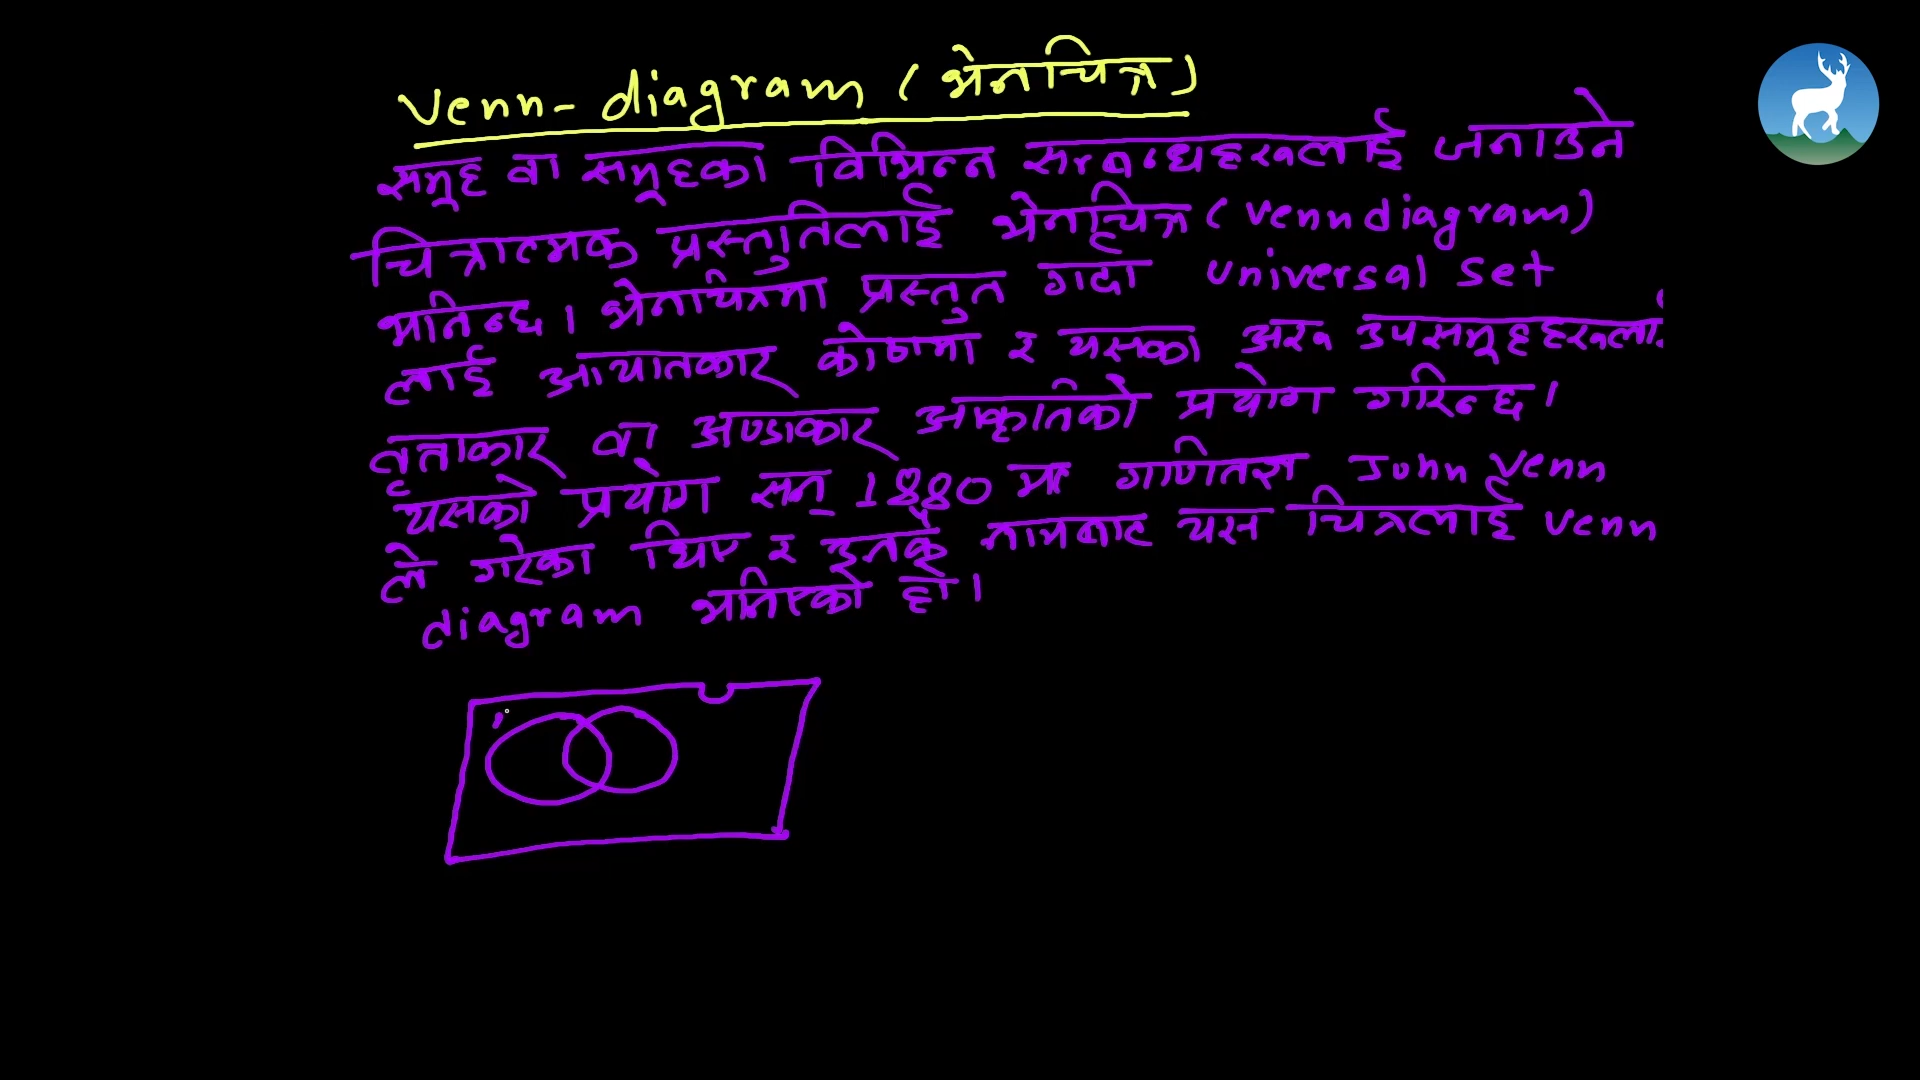 Venn-diagram (भेनचित्र)
समूह वा समूहका विभिन्न सम्बन्धहरूलाई जनाउने
चित्रात्मक प्रस्तुतिलाई भेनचित्र (Venn diagram)
भनिन्छ। भेनचित्रमा प्रस्तुत गर्दा Universal Set
लाई आयातकार कोठामा र यसका अरू उपसमूहहरूला
वृत्ताकार वा अण्डाकार आकृतिको प्रयोग गरिन्छ।
यसको प्रयोग सन् 1880 मा गणितज्ञ John Venn
ले गरेका थिए र उनकै नामबाट यस चित्रलाई Venn
diagram भनिएको हो।
U